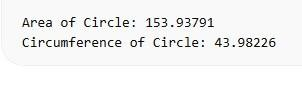 Area of Circle: 153.93791
Circumference of Circle: 43.98226